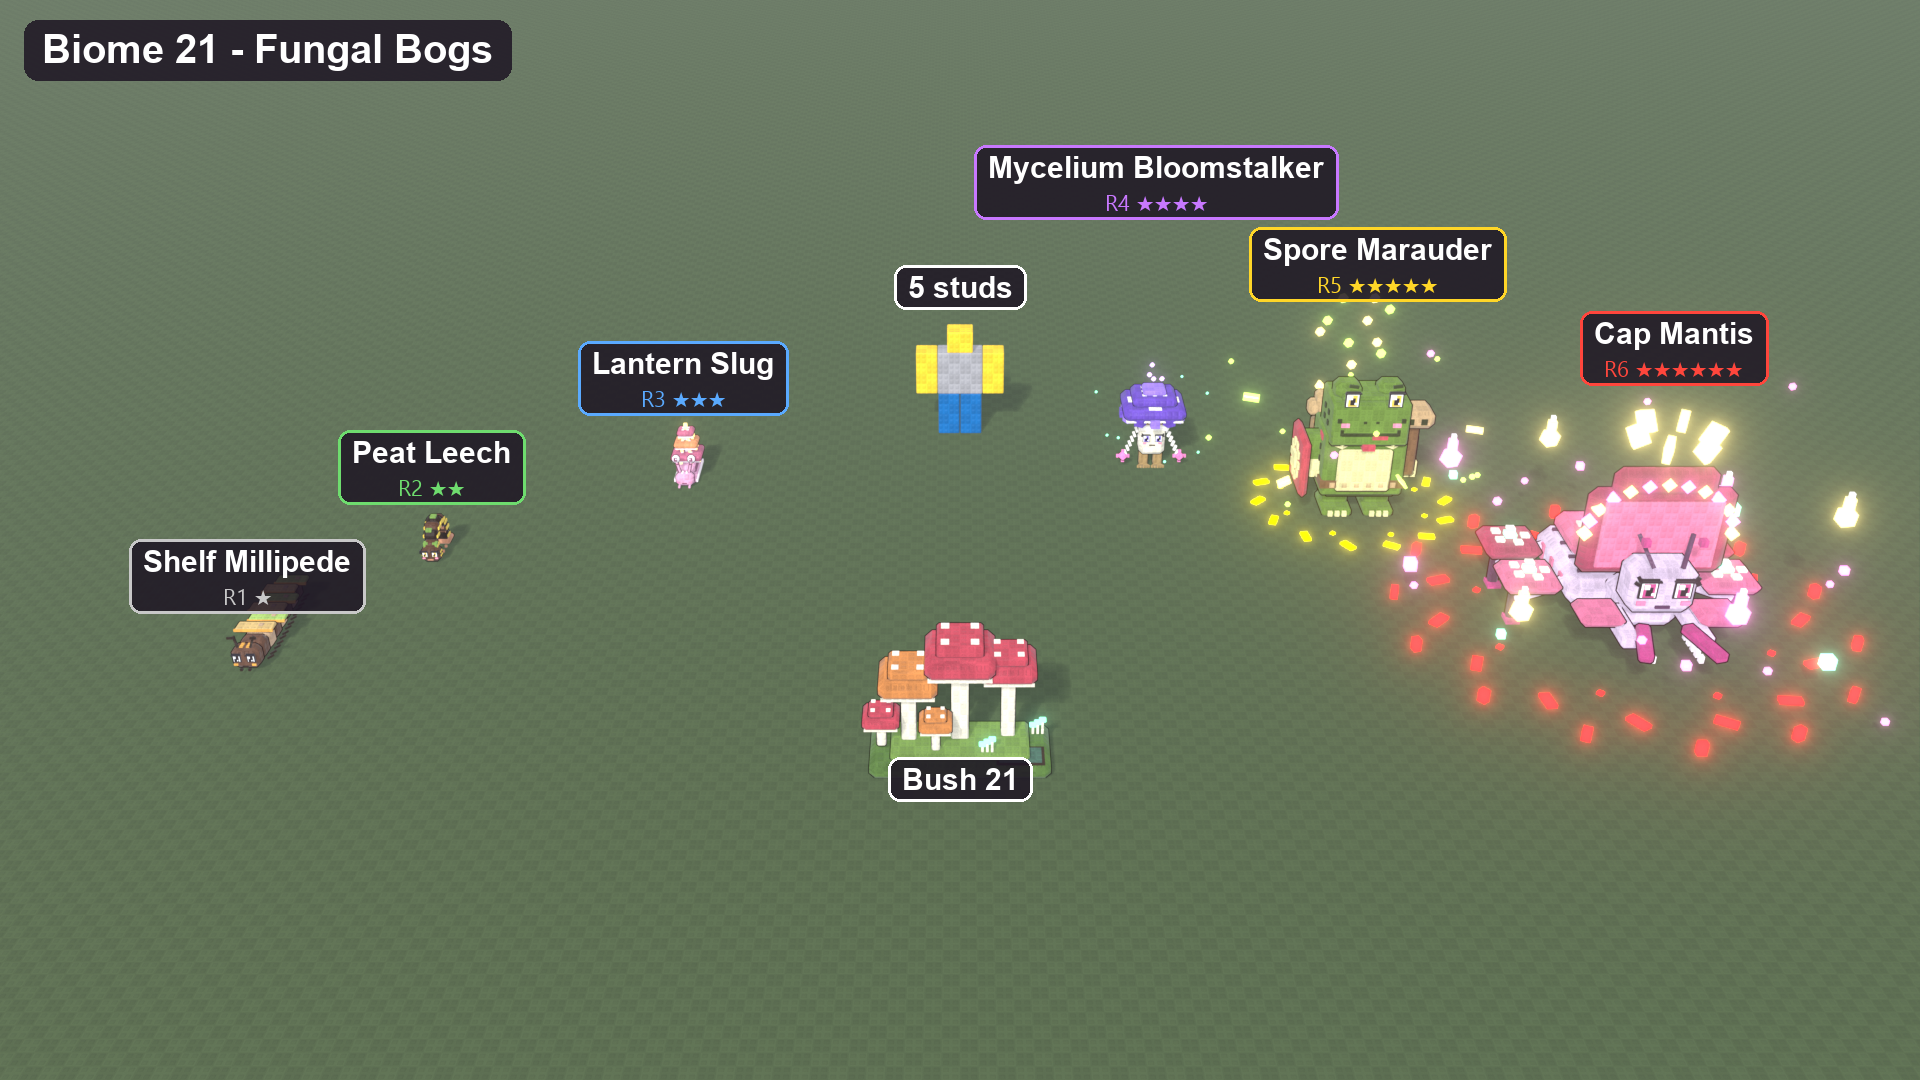 Biome 21 - Fungal Bogs
Mycelium Bloomstalker
R4 ★★★★
Spore Marauder
R5 ★★★★★
5 studs
Cap Mantis
R6 ★★★★★★
Lantern Slug
R3 ★★★
Peat Leech
R2 ★★
Shelf Millipede
R1 ★
Bush 21